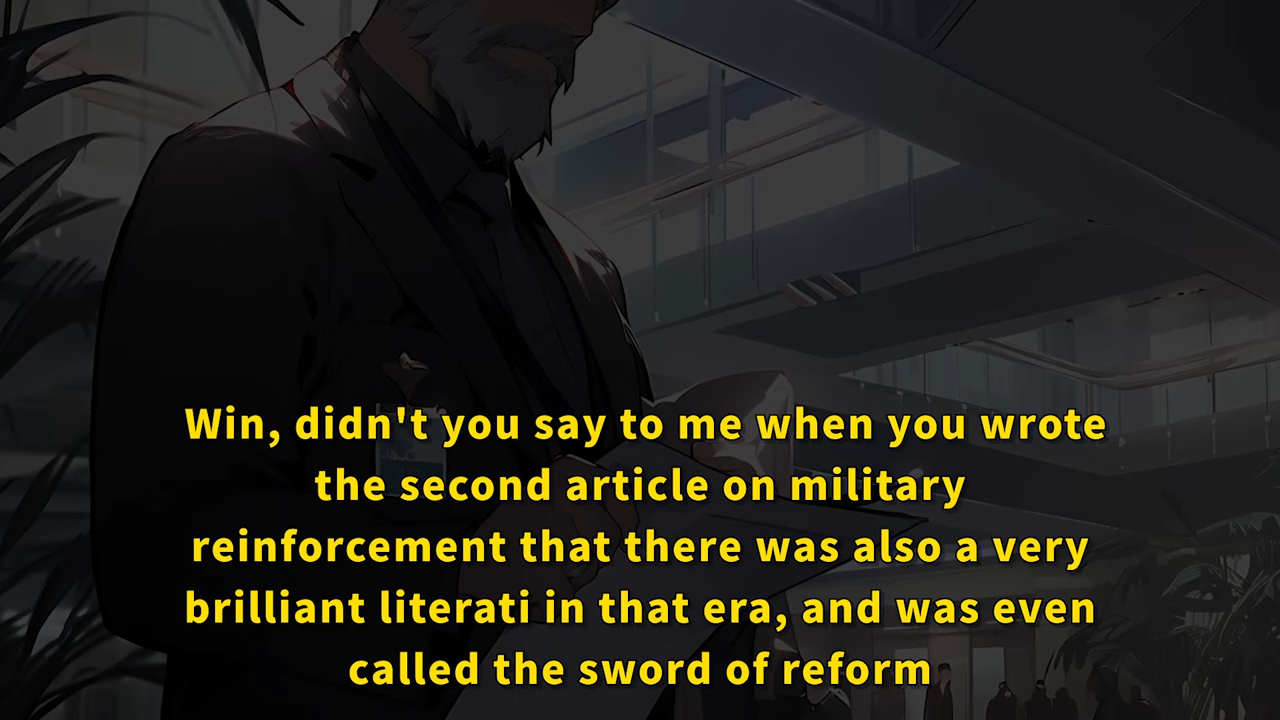 Win, didn't you say to me when you wrote
the second article on military
reinforcement that there was also a very
brilliant literati in that era, and was even
called the sword of reform